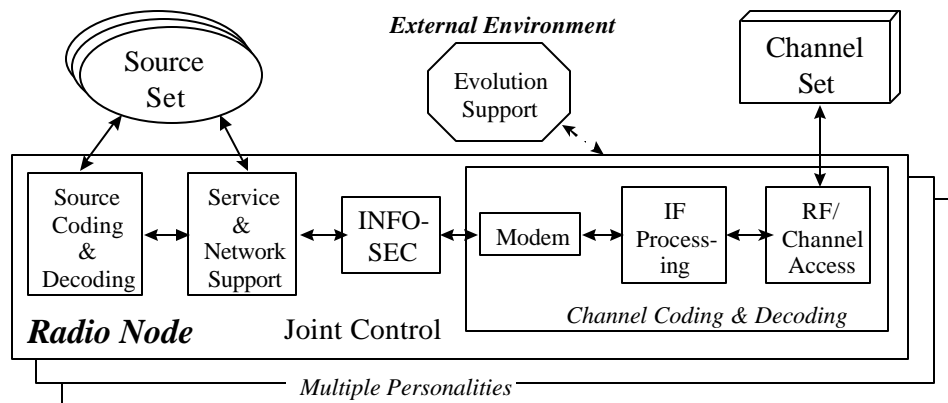 External Environment
Source
Set
Evolution
Support
Channel
Set
Source
Coding
&
Decoding
Service
&
Network
Support
INFO-
SEC
Modem
IF
Process-
ing
RF/
Channel
Access
Channel Coding & Decoding
Radio Node
Joint Control
Multiple Personalities